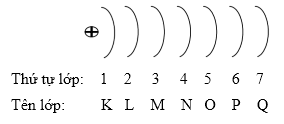 Thứ tự lớp: 1 2 3 4 5 6 7
Tên lớp: K L M N O P Q